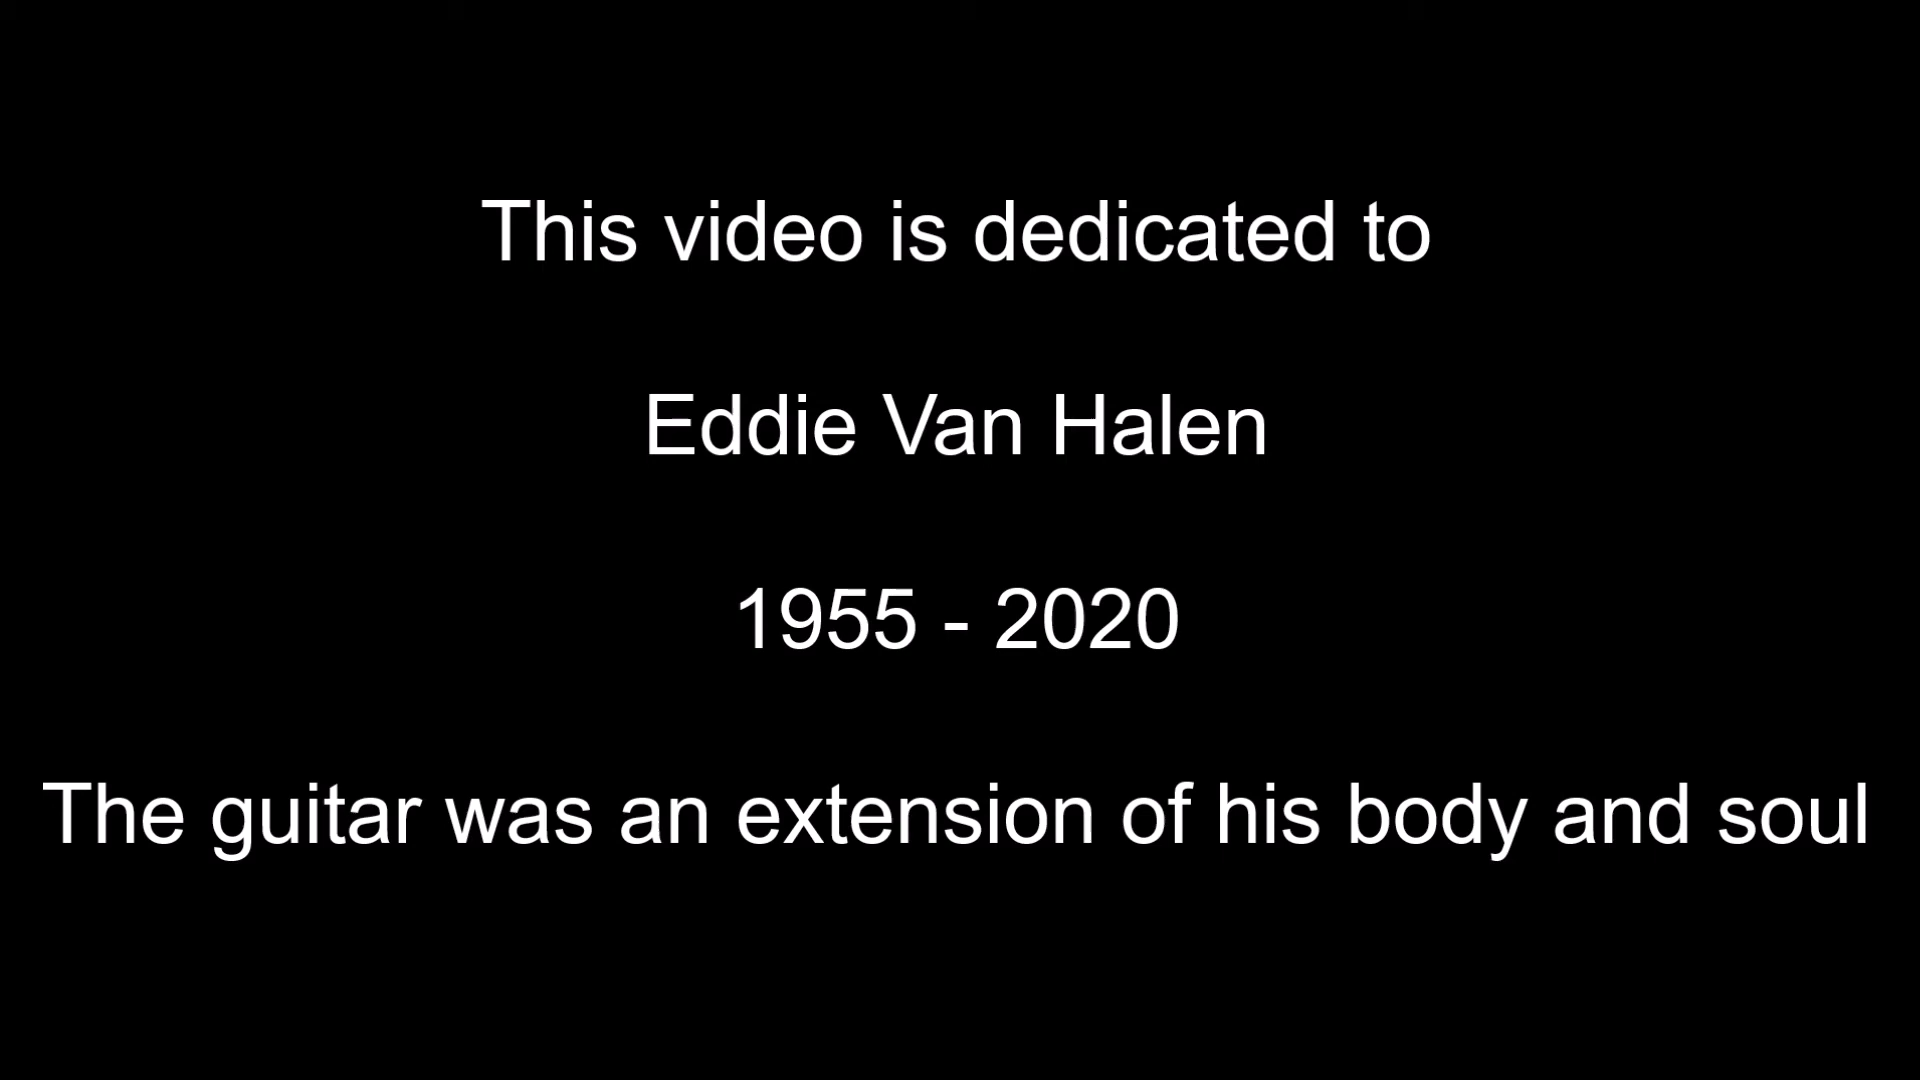 This video is dedicated to
Eddie Van Halen
1955 - 2020
The guitar was an extension of his body and soul